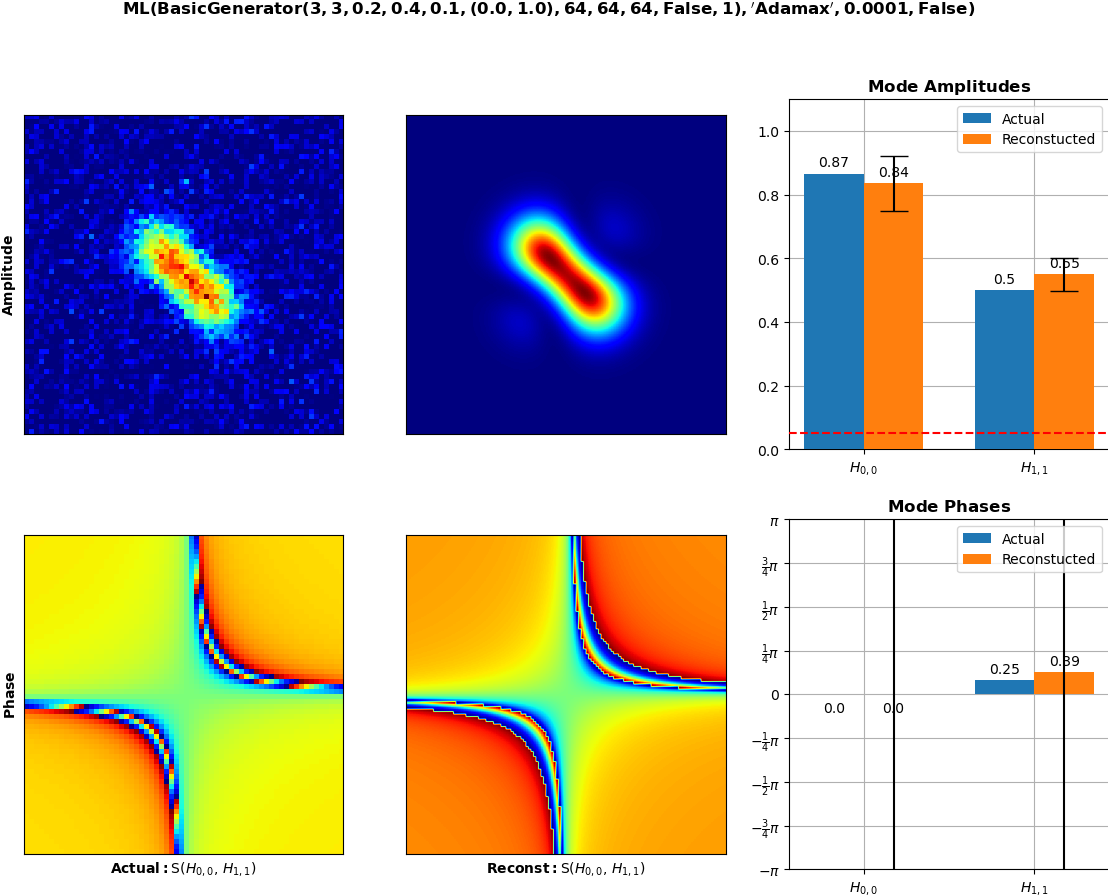 ML(BasicGenerator(3, 3, 0.2, 0.4, 0.1, (0.0, 1.0), 64, 64, 64, False, 1), 'Adamax', 0.0001, False)
Amplitude
Mode Amplitudes
Actual
Reconstucted
1.0
0.8
0.6
0.4
0.2
0.0
0.87
0.84
0.5
0.55
H₀,₀
H₁,₁
Phase
Actual: S(H₀,₀, H₁,₁)
Reconst: S(H₀,₀, H₁,₁)
Mode Phases
Actual
Reconstucted
π
3/4π
1/2π
1/4π
0
−1/4π
−1/2π
−3/4π
−π
0.0
0.0
0.25
0.39
H₀,₀
H₁,₁